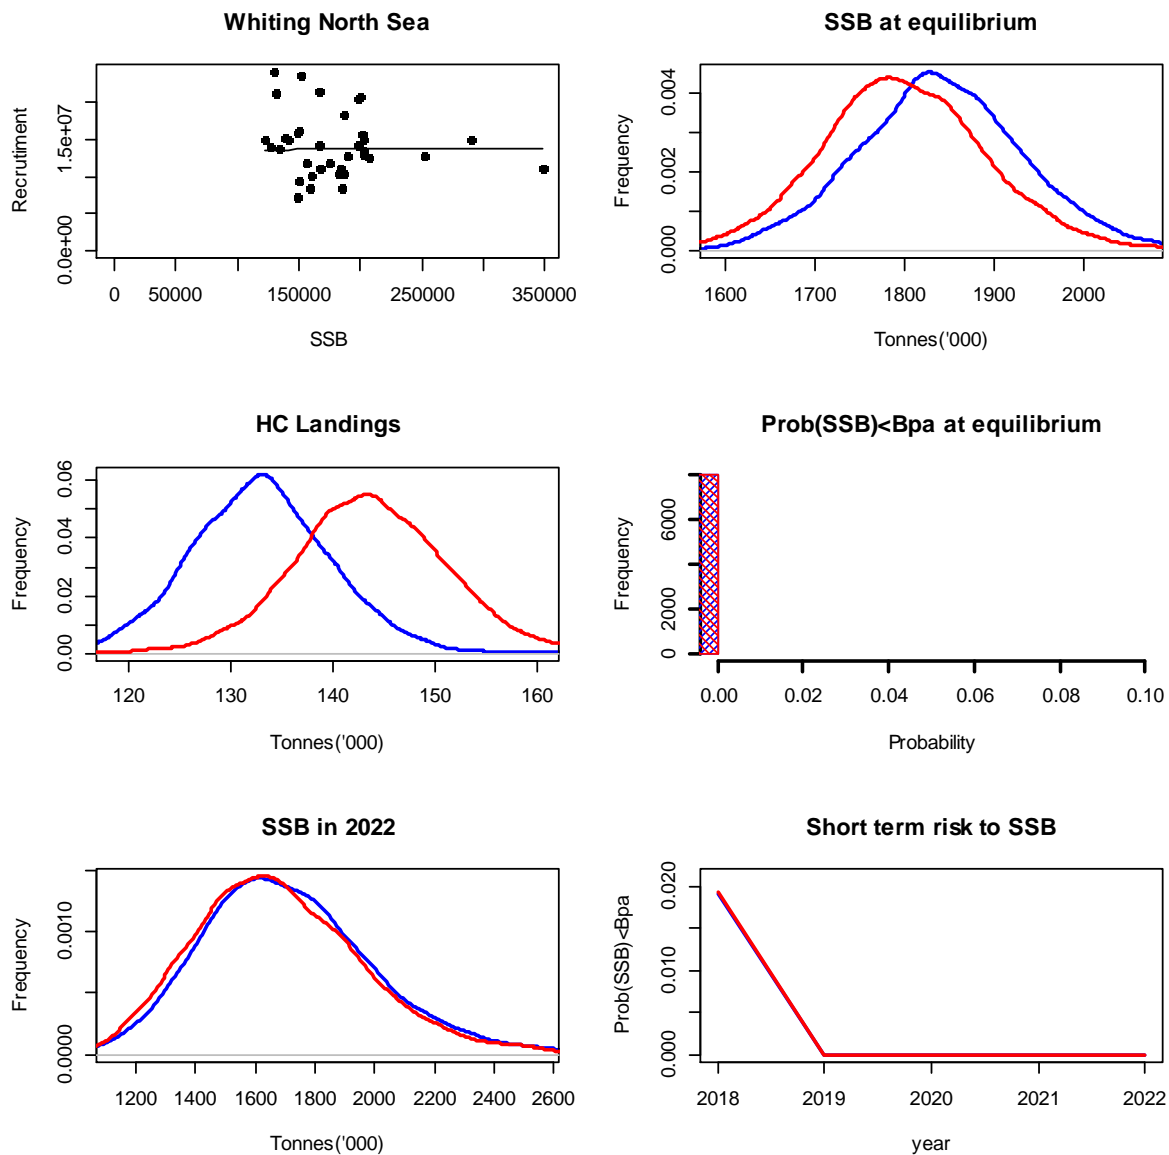 Whiting North Sea
Recrutiment
0.0e+00 1.5e+07
0 50000 150000 250000 350000
SSB
SSB at equilibrium
Frequency
0.000 0.002 0.004
1600 1700 1800 1900 2000
Tonnes('000)
HC Landings
Frequency
0.00 0.02 0.04 0.06
120 130 140 150 160
Tonnes('000)
Prob(SSB)<Bpa at equilibrium
Frequency
0 2000 6000
0.00 0.02 0.04 0.06 0.08 0.10
Probability
SSB in 2022
Frequency
0.0000 0.0010
1200 1400 1600 1800 2000 2200 2400 2600
Tonnes('000)
Short term risk to SSB
Prob(SSB)<Bpa
0.000 0.010 0.020
2018 2019 2020 2021 2022
year